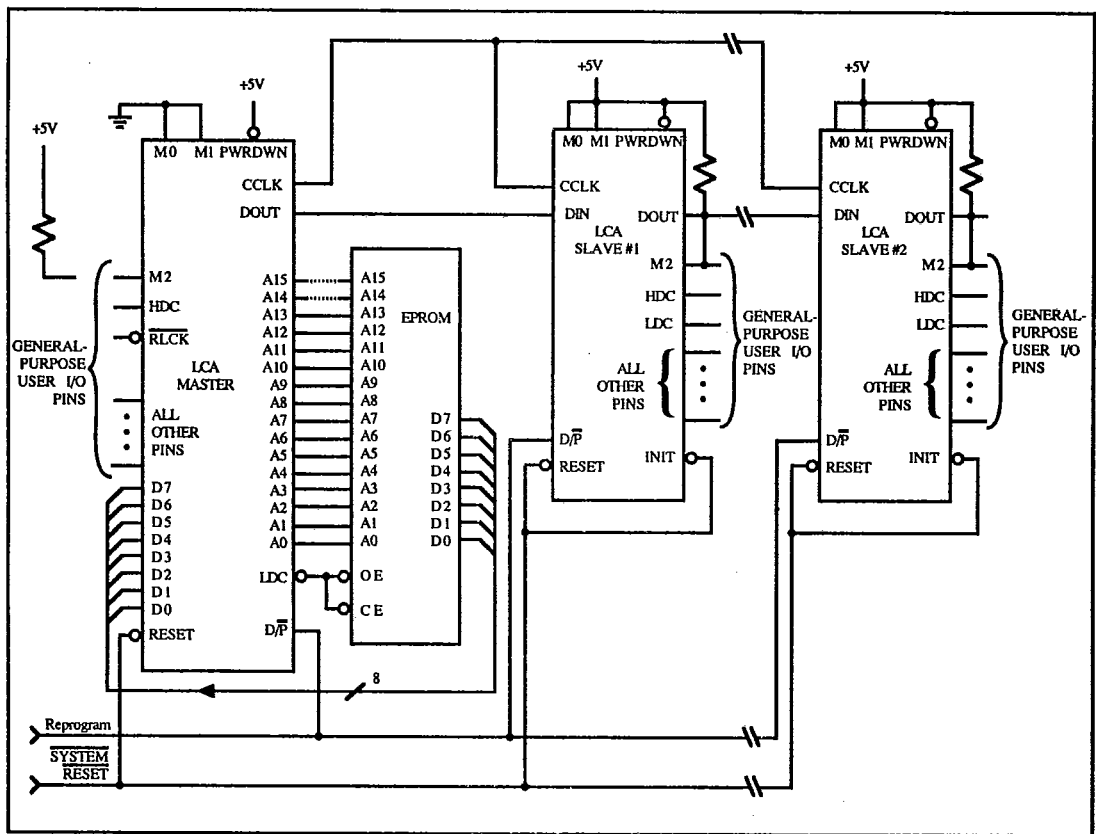 +5V
M0 M1 PWRDWN
CCLK
DOUT
+5V
M2
HDC
RLCK
GENERAL-
PURPOSE
USER I/O
PINS
LCA
MASTER
ALL
OTHER
PINS
D7
D6
D5
D4
D3
D2
D1
D0
RESET
A15
A14
A13
A12
A11
A10
A9
A8
A7
A6
A5
A4
A3
A2
A1
A0
LDC
D/P
A15
A14
A13
A12
A11
A10
A9
A8
A7
A6
A5
A4
A3
A2
A1
A0
OE
CE
EPROM
D7
D6
D5
D4
D3
D2
D1
D0
8
+5V
M0 M1 PWRDWN
CCLK
DIN
DOUT
LCA
SLAVE #1
M2
HDC
LDC
ALL
OTHER
PINS
GENERAL-
PURPOSE
USER I/O
PINS
D/P
RESET
INIT
+5V
M0 M1 PWRDWN
CCLK
DIN
DOUT
LCA
SLAVE #2
M2
HDC
LDC
ALL
OTHER
PINS
GENERAL-
PURPOSE
USER I/O
PINS
D/P
RESET
INIT
Reprogram
SYSTEM
RESET